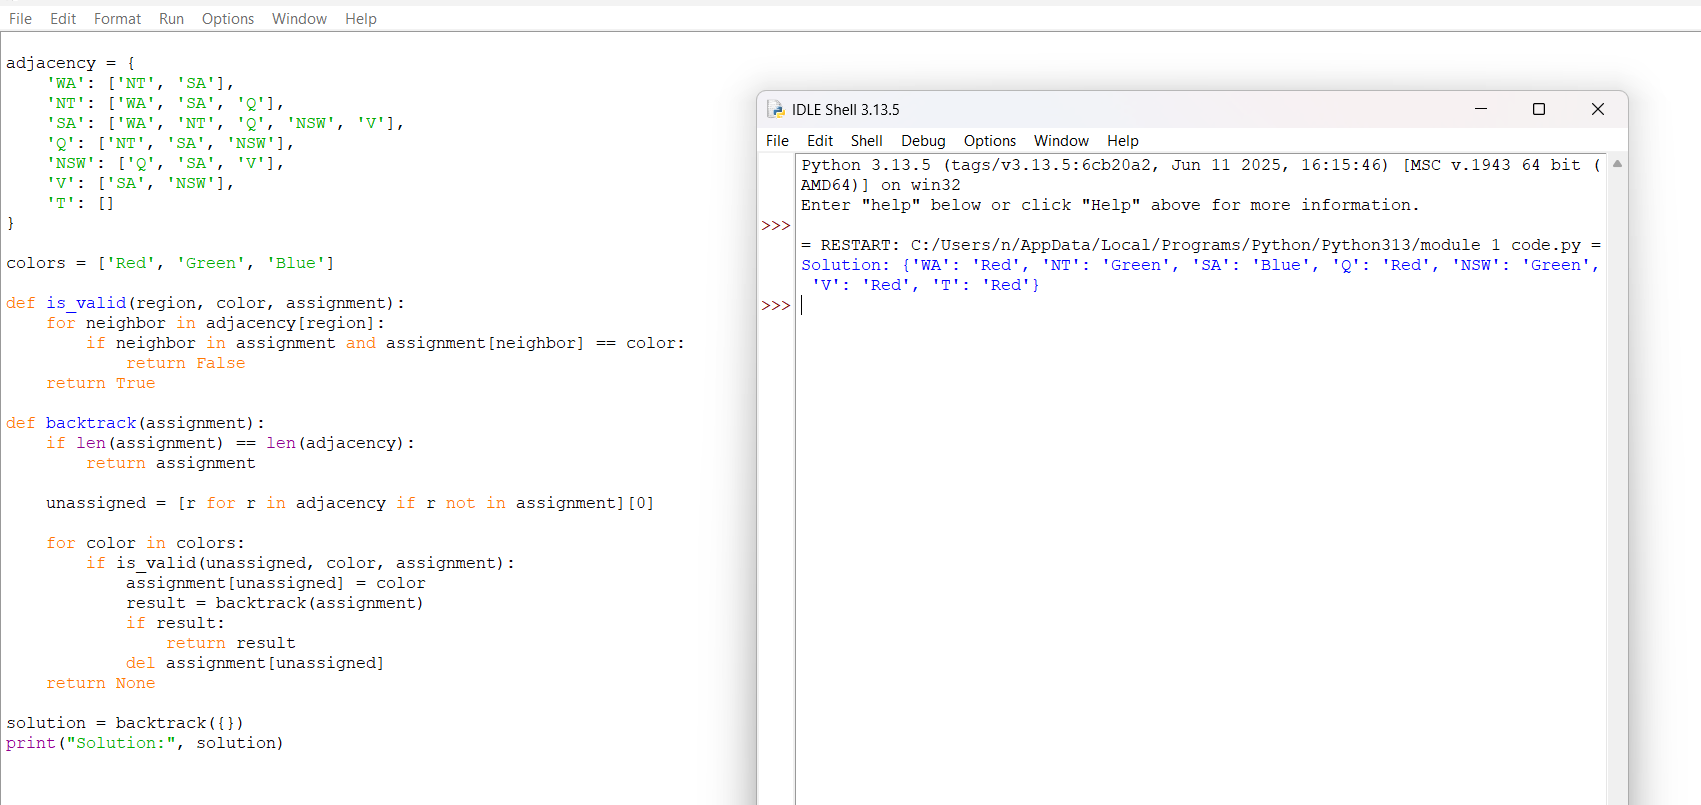 File Edit Format Run Options Window Help
adjacency = {
    'WA': ['NT', 'SA'],
    'NT': ['WA', 'SA', 'Q'],
    'SA': ['WA', 'NT', 'Q', 'NSW', 'V'],
    'Q': ['NT', 'SA', 'NSW'],
    'NSW': ['Q', 'SA', 'V'],
    'V': ['SA', 'NSW'],
    'T': []
}
colors = ['Red', 'Green', 'Blue']
def is_valid(region, color, assignment):
    for neighbor in adjacency[region]:
        if neighbor in assignment and assignment[neighbor] == color:
            return False
    return True
def backtrack(assignment):
    if len(assignment) == len(adjacency):
        return assignment
    unassigned = [r for r in adjacency if r not in assignment][0]
    for color in colors:
        if is_valid(unassigned, color, assignment):
            assignment[unassigned] = color
            result = backtrack(assignment)
            if result:
                return result
            del assignment[unassigned]
    return None
solution = backtrack({})
print("Solution:", solution)
IDLE Shell 3.13.5
File Edit Shell Debug Options Window Help
Python 3.13.5 (tags/v3.13.5:6cb20a2, Jun 11 2025, 16:15:46) [MSC v.1943 64 bit (
AMD64)] on win32
Enter "help" below or click "Help" above for more information.
>>>
= RESTART: C:/Users/n/AppData/Local/Programs/Python/Python313/module 1 code.py =
Solution: {'WA': 'Red', 'NT': 'Green', 'SA': 'Blue', 'Q': 'Red', 'NSW': 'Green',
 'V': 'Red', 'T': 'Red'}
>>>